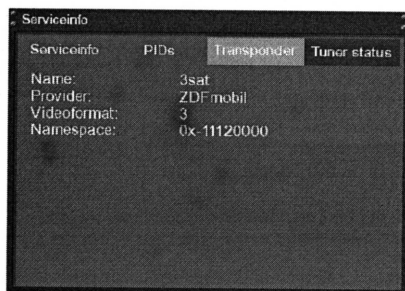 Serviceinfo
Serviceinfo PIDs Transponder Tuner status
Name: 3sat
Provider: ZDFmobil
Videoformat: 3
Namespace: 0x-11120000